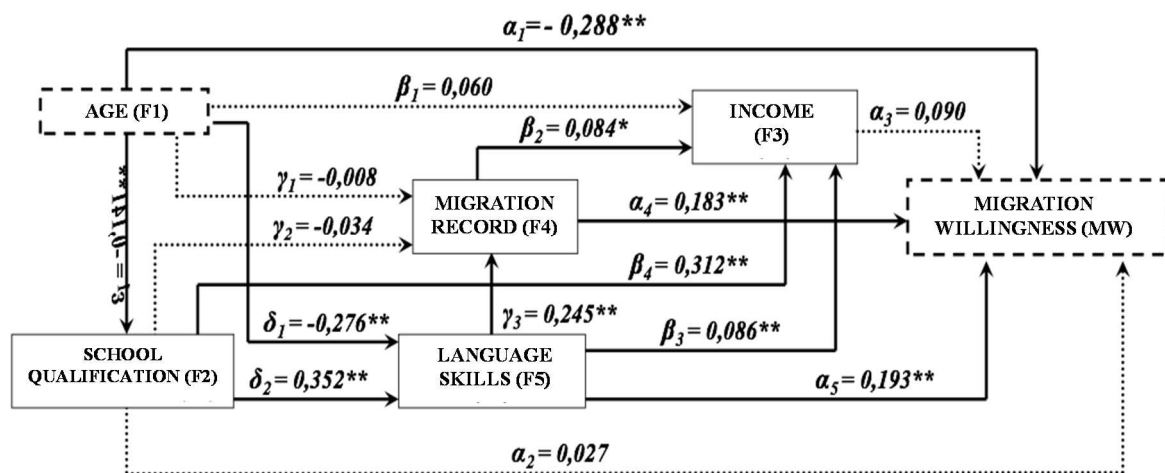 α₁= - 0,288**
AGE (F1)
β₁= 0,060
INCOME
(F3)
α₃= 0,090
β₂= 0,084*
γ₁= -0,008
MIGRATION
RECORD (F4)
α₄= 0,183**
MIGRATION
WILLINGNESS (MW)
ε₁= -0,141**
γ₂= -0,034
β₄= 0,312**
δ₁= -0,276**
γ₃= 0,245**
β₃= 0,086**
SCHOOL
QUALIFICATION (F2)
LANGUAGE
SKILLS (F5)
δ₂= 0,352**
α₅= 0,193**
α₂= 0,027